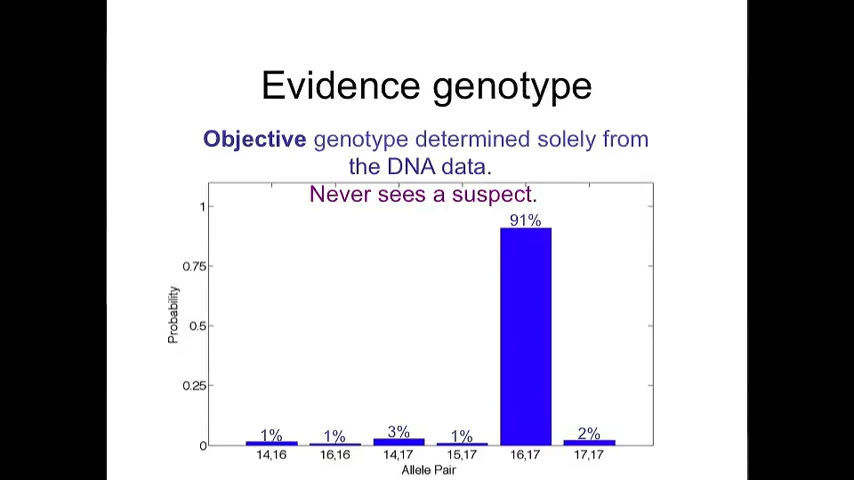 Evidence genotype
Objective genotype determined solely from
the DNA data.
Never sees a suspect.
1
0.75
0.5
0.25
0
Probability
1%
1%
3%
1%
91%
2%
14,16
16,16
14,17
15,17
16,17
17,17
Allele Pair